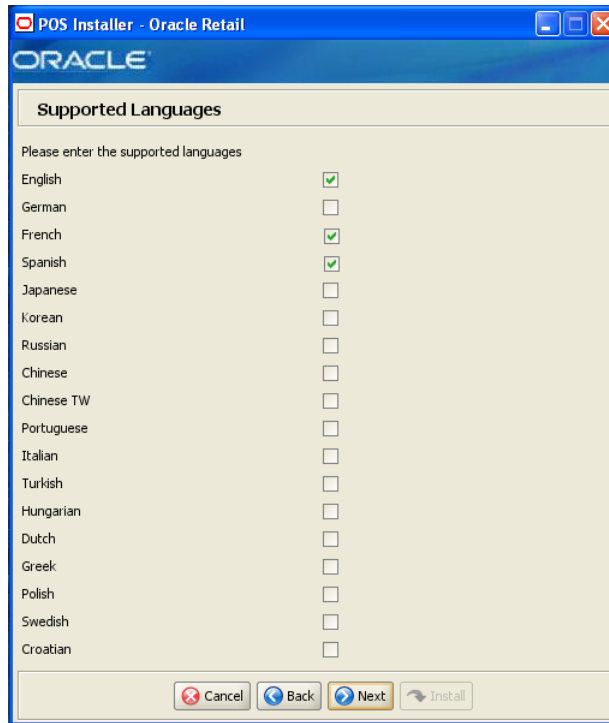 POS Installer - Oracle Retail
ORACLE
Supported Languages
Please enter the supported languages
English
German
French
Spanish
Japanese
Korean
Russian
Chinese
Chinese TW
Portuguese
Italian
Turkish
Hungarian
Dutch
Greek
Polish
Swedish
Croatian
Cancel Back Next Install